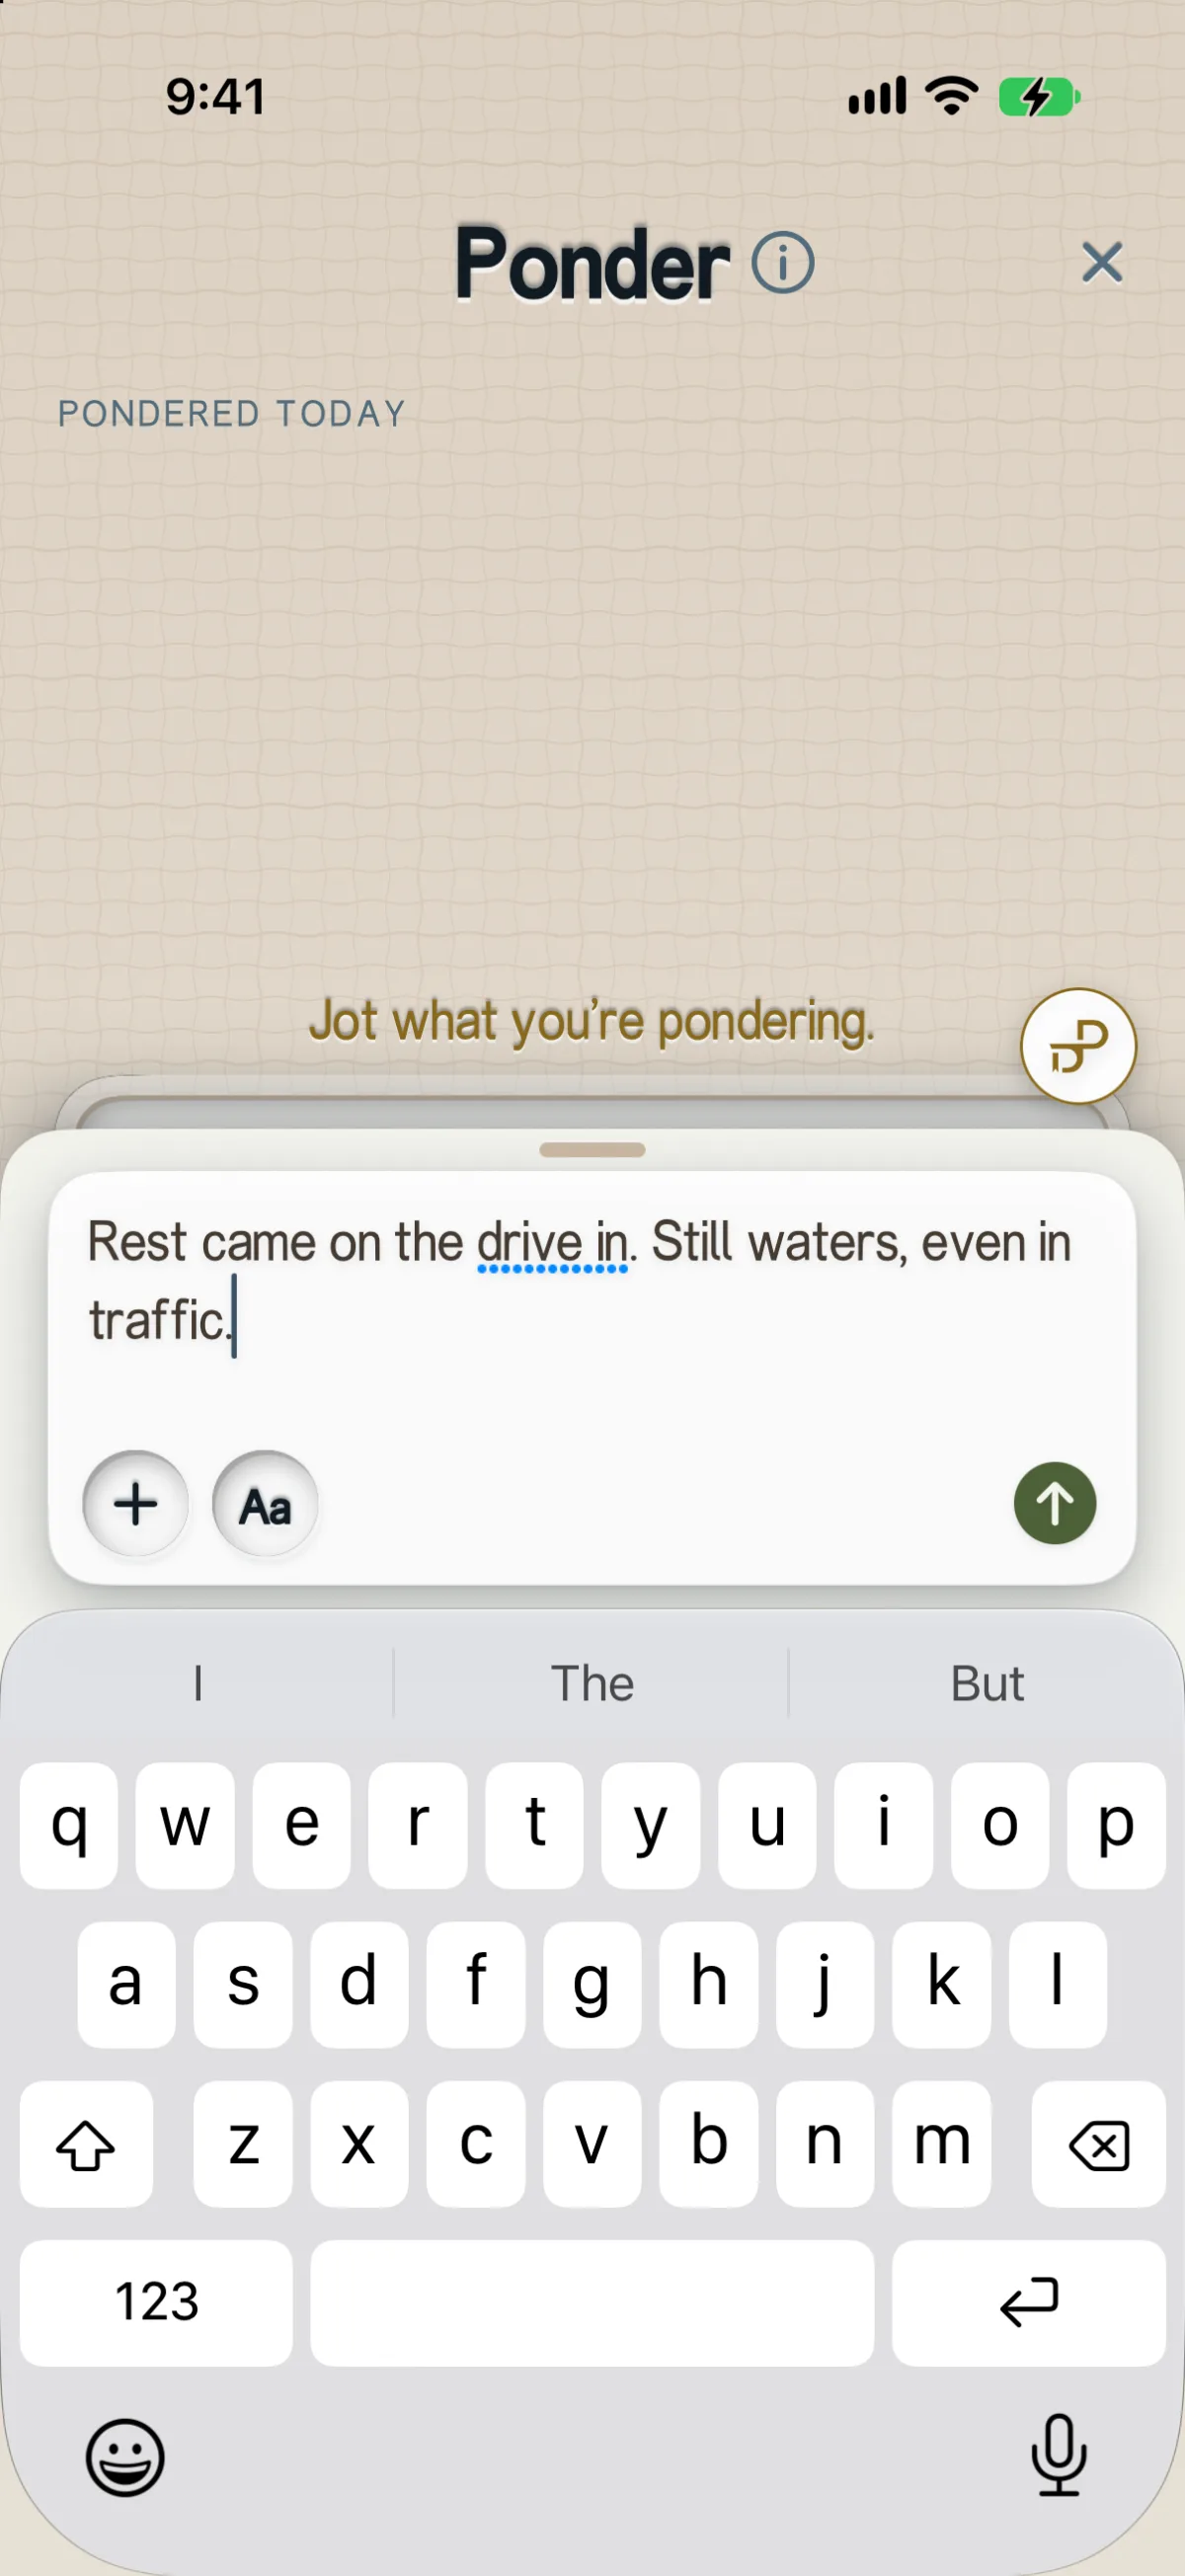 9:41
Ponder
PONDERED TODAY
Jot what you're pondering.
Rest came on the drive in. Still waters, even in
traffic.
Aa
I The But
q w e r t y u i o p
a s d f g h j k l
z x c v b n m
123